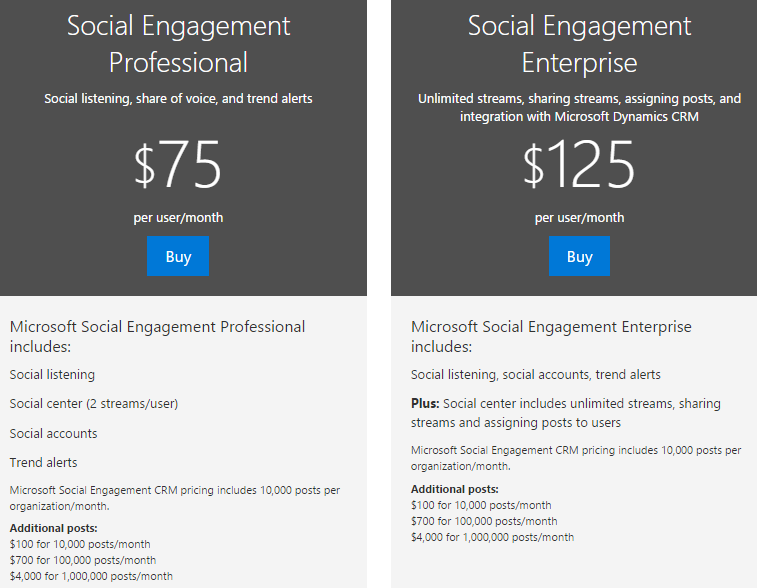 Social Engagement
Professional
Social listening, share of voice, and trend alerts
$75
per user/month
Buy
Microsoft Social Engagement Professional
includes:
Social listening
Social center (2 streams/user)
Social accounts
Trend alerts
Microsoft Social Engagement CRM pricing includes 10,000 posts per
organization/month.
Additional posts:
$100 for 10,000 posts/month
$700 for 100,000 posts/month
$4,000 for 1,000,000 posts/month
Social Engagement
Enterprise
Unlimited streams, sharing streams, assigning posts, and
integration with Microsoft Dynamics CRM
$125
per user/month
Buy
Microsoft Social Engagement Enterprise
includes:
Social listening, social accounts, trend alerts
Plus: Social center includes unlimited streams, sharing
streams and assigning posts to users
Microsoft Social Engagement CRM pricing includes 10,000 posts per
organization/month.
Additional posts:
$100 for 10,000 posts/month
$700 for 100,000 posts/month
$4,000 for 1,000,000 posts/month